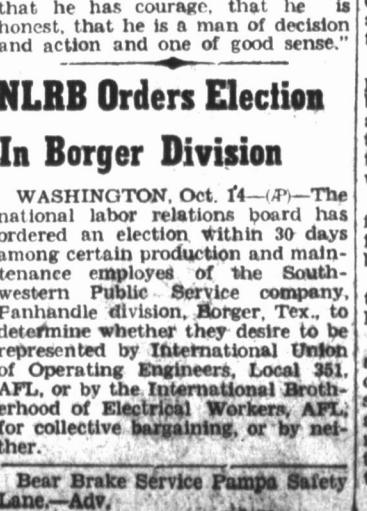 that he has courage, that he is
honest, that he is a man of decision
and action and one of good sense."
NLRB Orders Election
In Borger Division
WASHINGTON, Oct. 14—(AP)—The
national labor relations board has
ordered an election within 30 days
among certain production and main-
tenance employes of the South-
western Public Service company,
Panhandle division, Borger, Tex., to
determine whether they desire to be
represented by International Union
of Operating Engineers, Local 351,
AFL, or by the International Broth-
erhood of Electrical Workers, AFL,
for collective bargaining, or by nei-
ther.
Bear Brake Service Pampa Safety
Lane.—Adv.